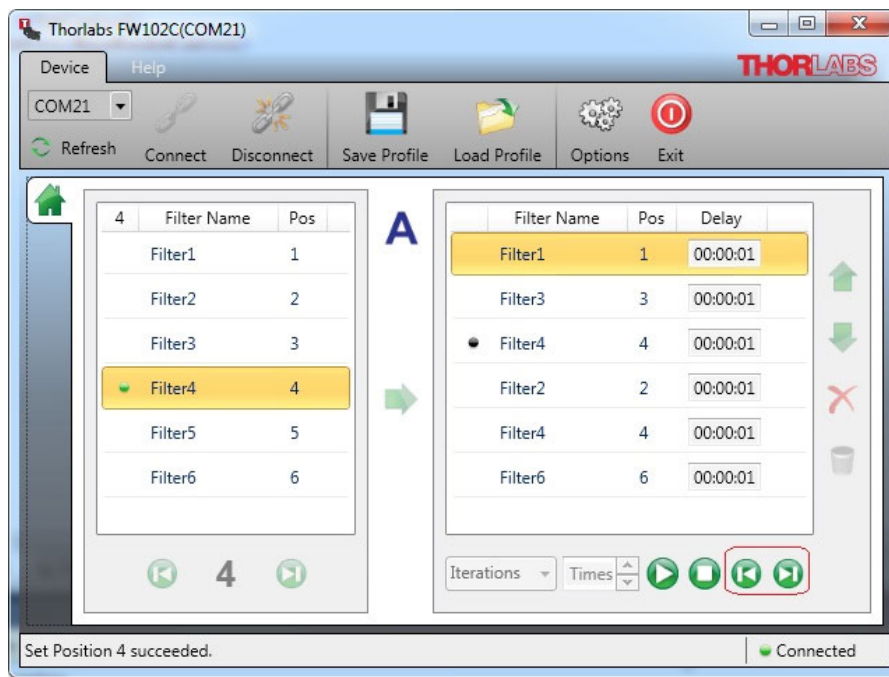 Thorlabs FW102C(COM21)
Device Help THORLABS
COM21
Refresh Connect Disconnect Save Profile Load Profile Options Exit
4 Filter Name Pos
Filter1 1
Filter2 2
Filter3 3
Filter4 4
Filter5 5
Filter6 6
4
A
Filter Name Pos Delay
Filter1 1 00:00:01
Filter3 3 00:00:01
Filter4 4 00:00:01
Filter2 2 00:00:01
Filter4 4 00:00:01
Filter6 6 00:00:01
Iterations Times
Set Position 4 succeeded. Connected